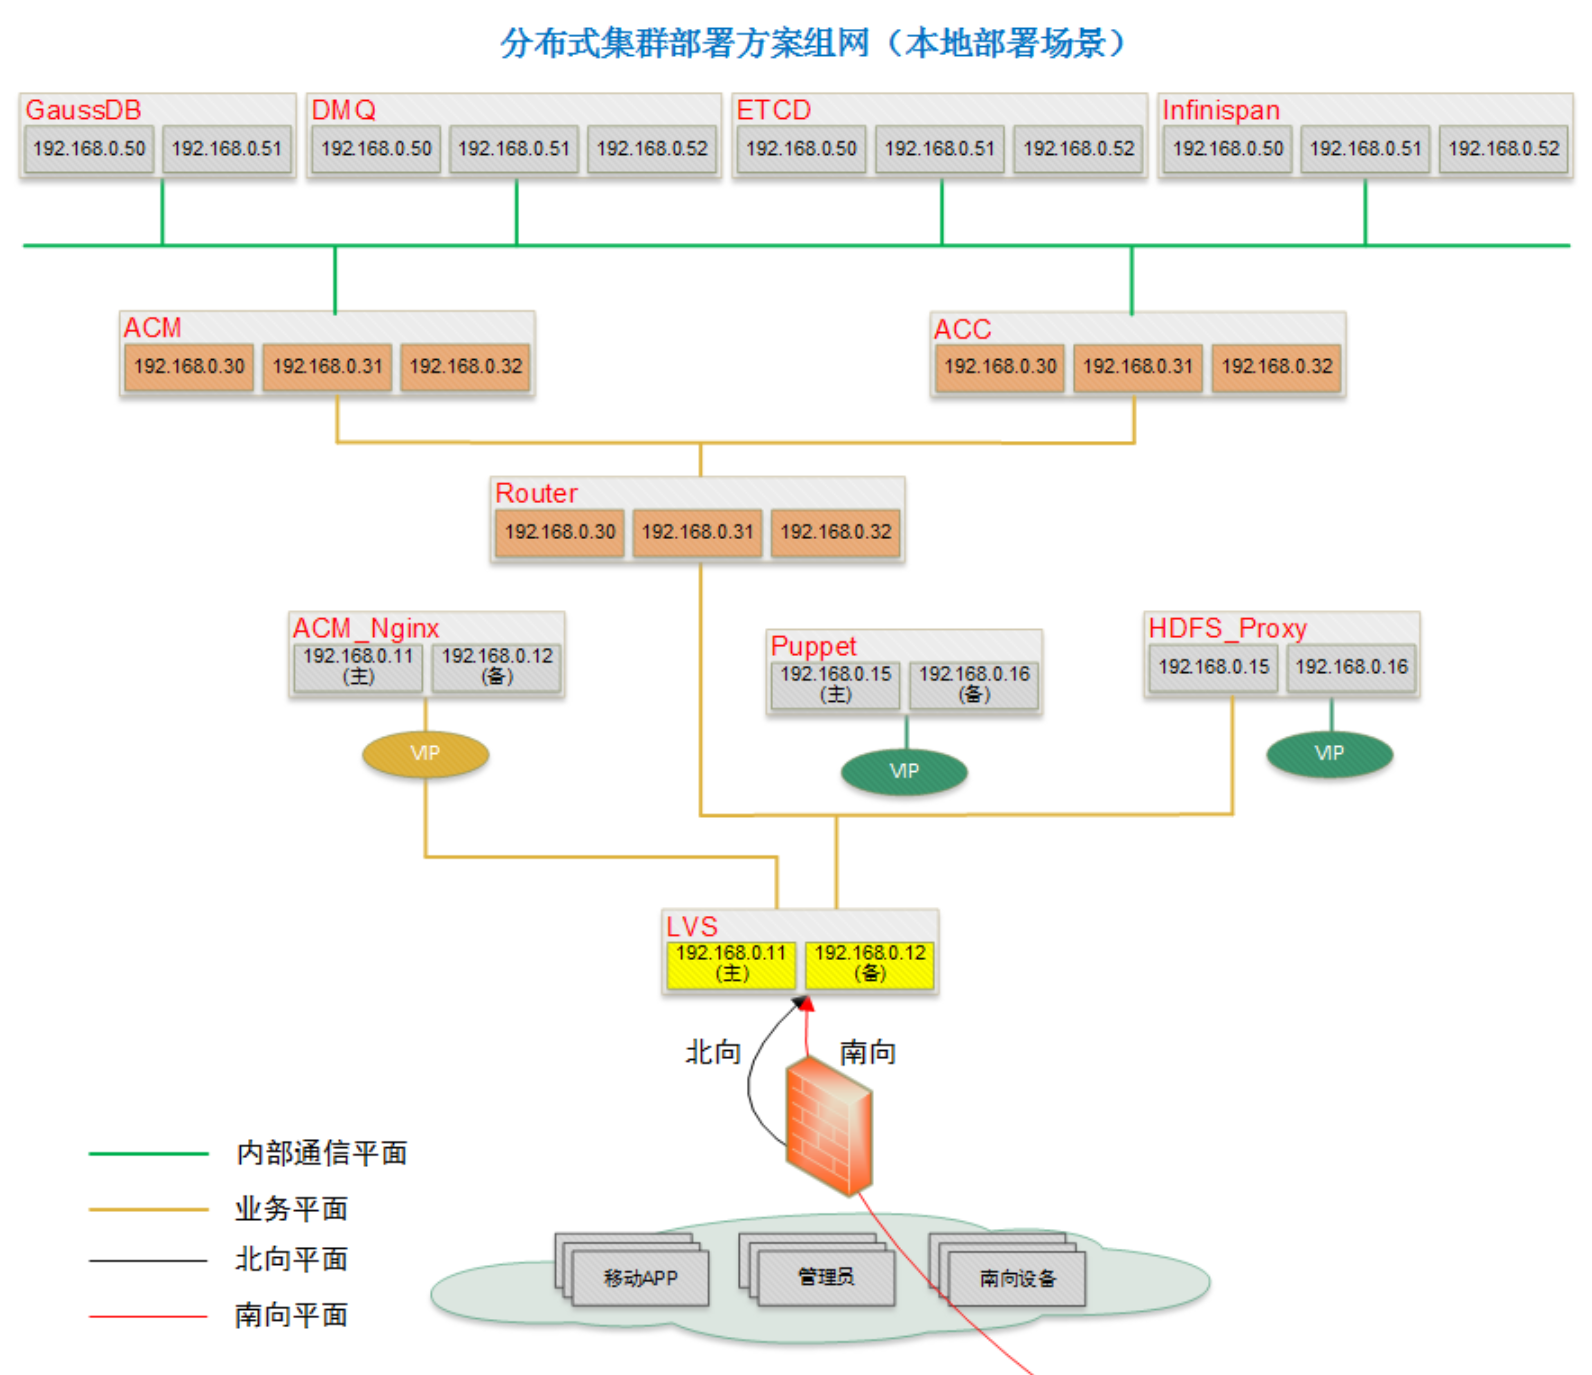 分布式集群部署方案组网（本地部署场景）
GaussDB
192.168.0.50 192.168.0.51
DMQ
192.168.0.50 192.168.0.51 192.168.0.52
ETCD
192.168.0.50 192.168.0.51 192.168.0.52
Infinispan
192.168.0.50 192.168.0.51 192.168.0.52
ACM
192.168.0.30 192.168.0.31 192.168.0.32
ACC
192.168.0.30 192.168.0.31 192.168.0.32
Router
192.168.0.30 192.168.0.31 192.168.0.32
ACM_Nginx
192.168.0.11 192.168.0.12
(主) (备)
VIP
Puppet
192.168.0.15 192.168.0.16
(主) (备)
VIP
HDFS_Proxy
192.168.0.15 192.168.0.16
VIP
LVS
192.168.0.11 192.168.0.12
(主) (备)
北向 南向
内部通信平面
业务平面
北向平面
南向平面
移动APP
管理员
南向设备